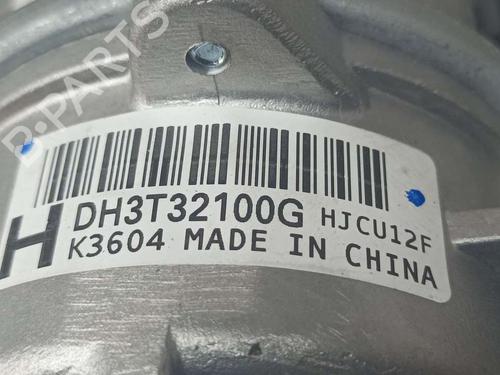 B-PARTS
H DH3T32100G HJCU12F
K3604 MADE IN CHINA